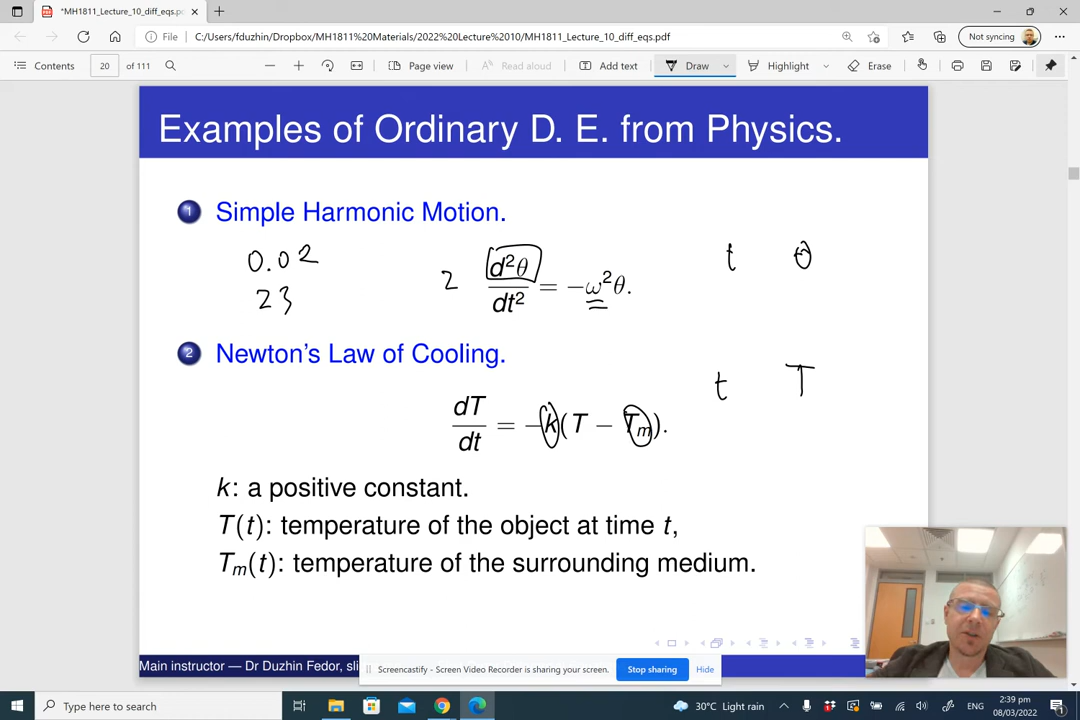 *MH1811_Lecture_10_diff_eqs.pd
File C:/Users/fduzhin/Dropbox/MH1811%20Materials/2022%20Lecture%2010/MH1811_Lecture_10_diff_eqs.pdf Not syncing
Contents 20 of 111 Page view Read aloud Add text Draw Highlight Erase
Examples of Ordinary D. E. from Physics.
1 Simple Harmonic Motion.
0.02
23
2 d²θ/dt² = −ω²θ.
t θ
2 Newton's Law of Cooling.
dT/dt = −k(T − Tₘ).
t T
k: a positive constant.
T(t): temperature of the object at time t,
Tₘ(t): temperature of the surrounding medium.
Main instructor — Dr Duzhin Fedor, sli
Screencastify - Screen Video Recorder is sharing your screen. Stop sharing Hide
Type here to search
30°C Light rain ENG 2:39 pm
08/03/2022